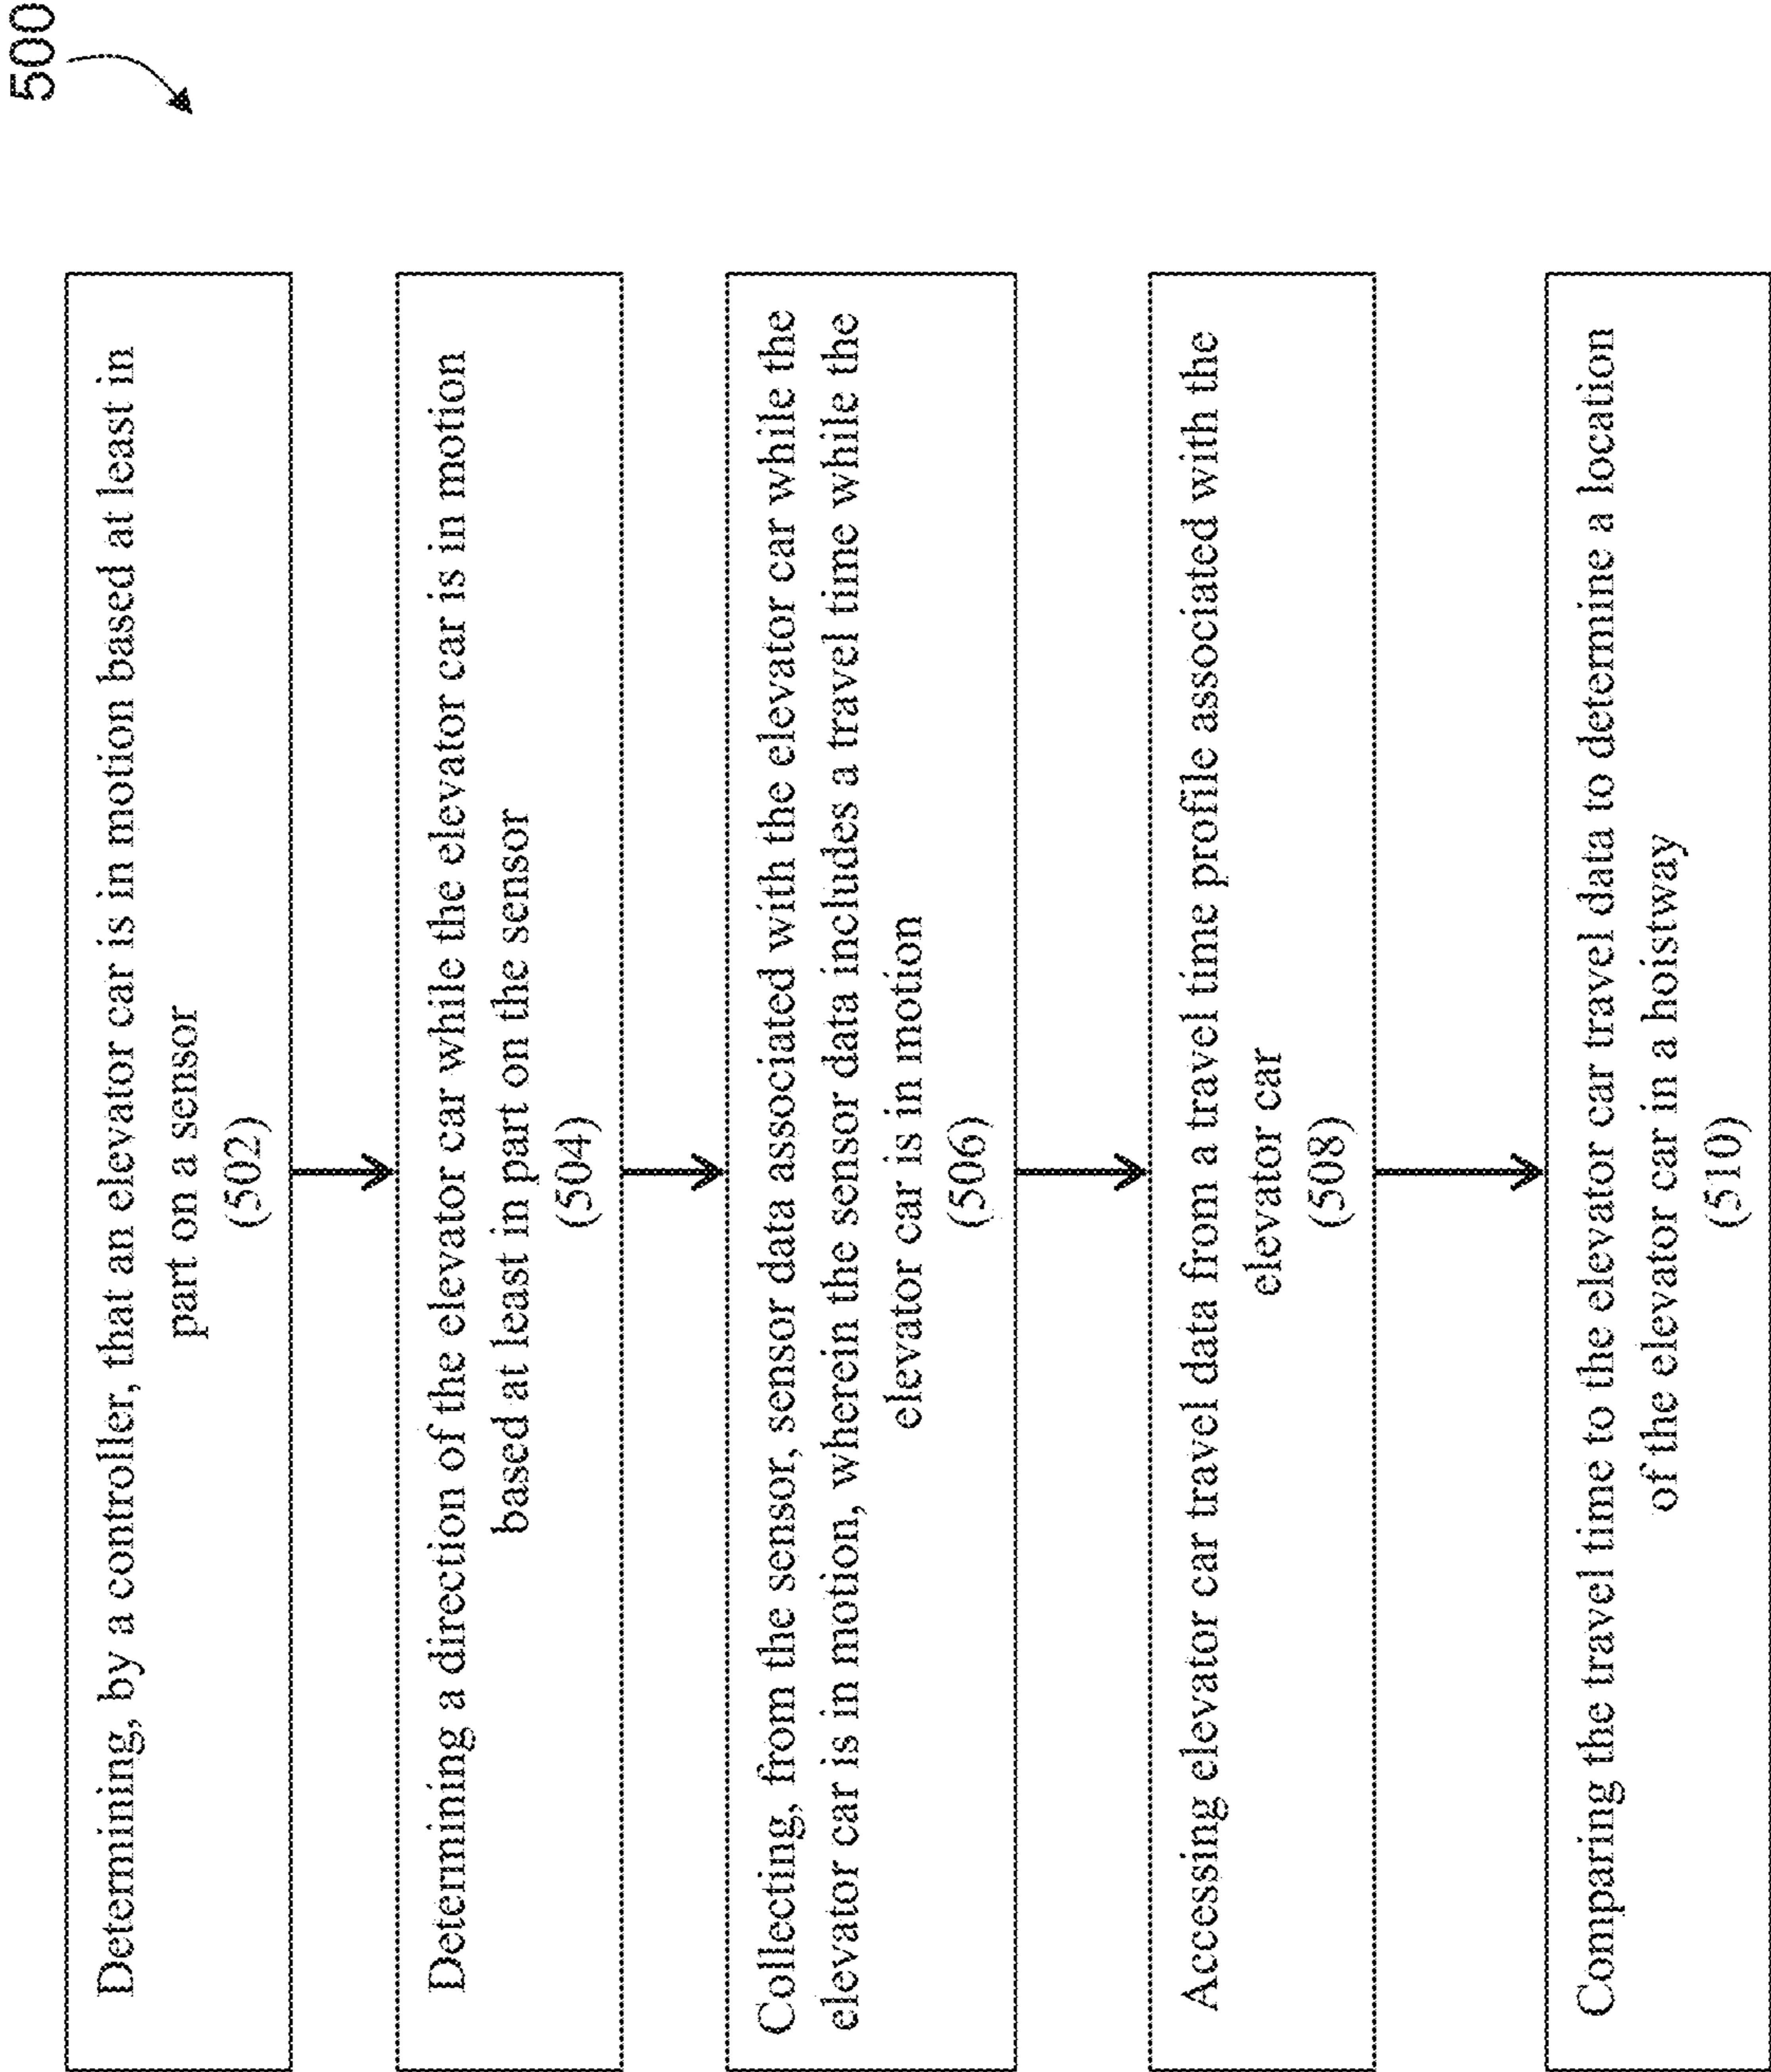 500
Determining, by a controller, that an elevator car is in motion based at least in
part on a sensor
(502)
Determining a direction of the elevator car while the elevator car is in motion
based at least in part on the sensor
(504)
Collecting, from the sensor, sensor data associated with the elevator car while the
elevator car is in motion, wherein the sensor data includes a travel time while the
elevator car is in motion
(506)
Accessing elevator car travel data from a travel time profile associated with the
elevator car
(508)
Comparing the travel time to the elevator car travel data to determine a location
of the elevator car in a hoistway
(510)